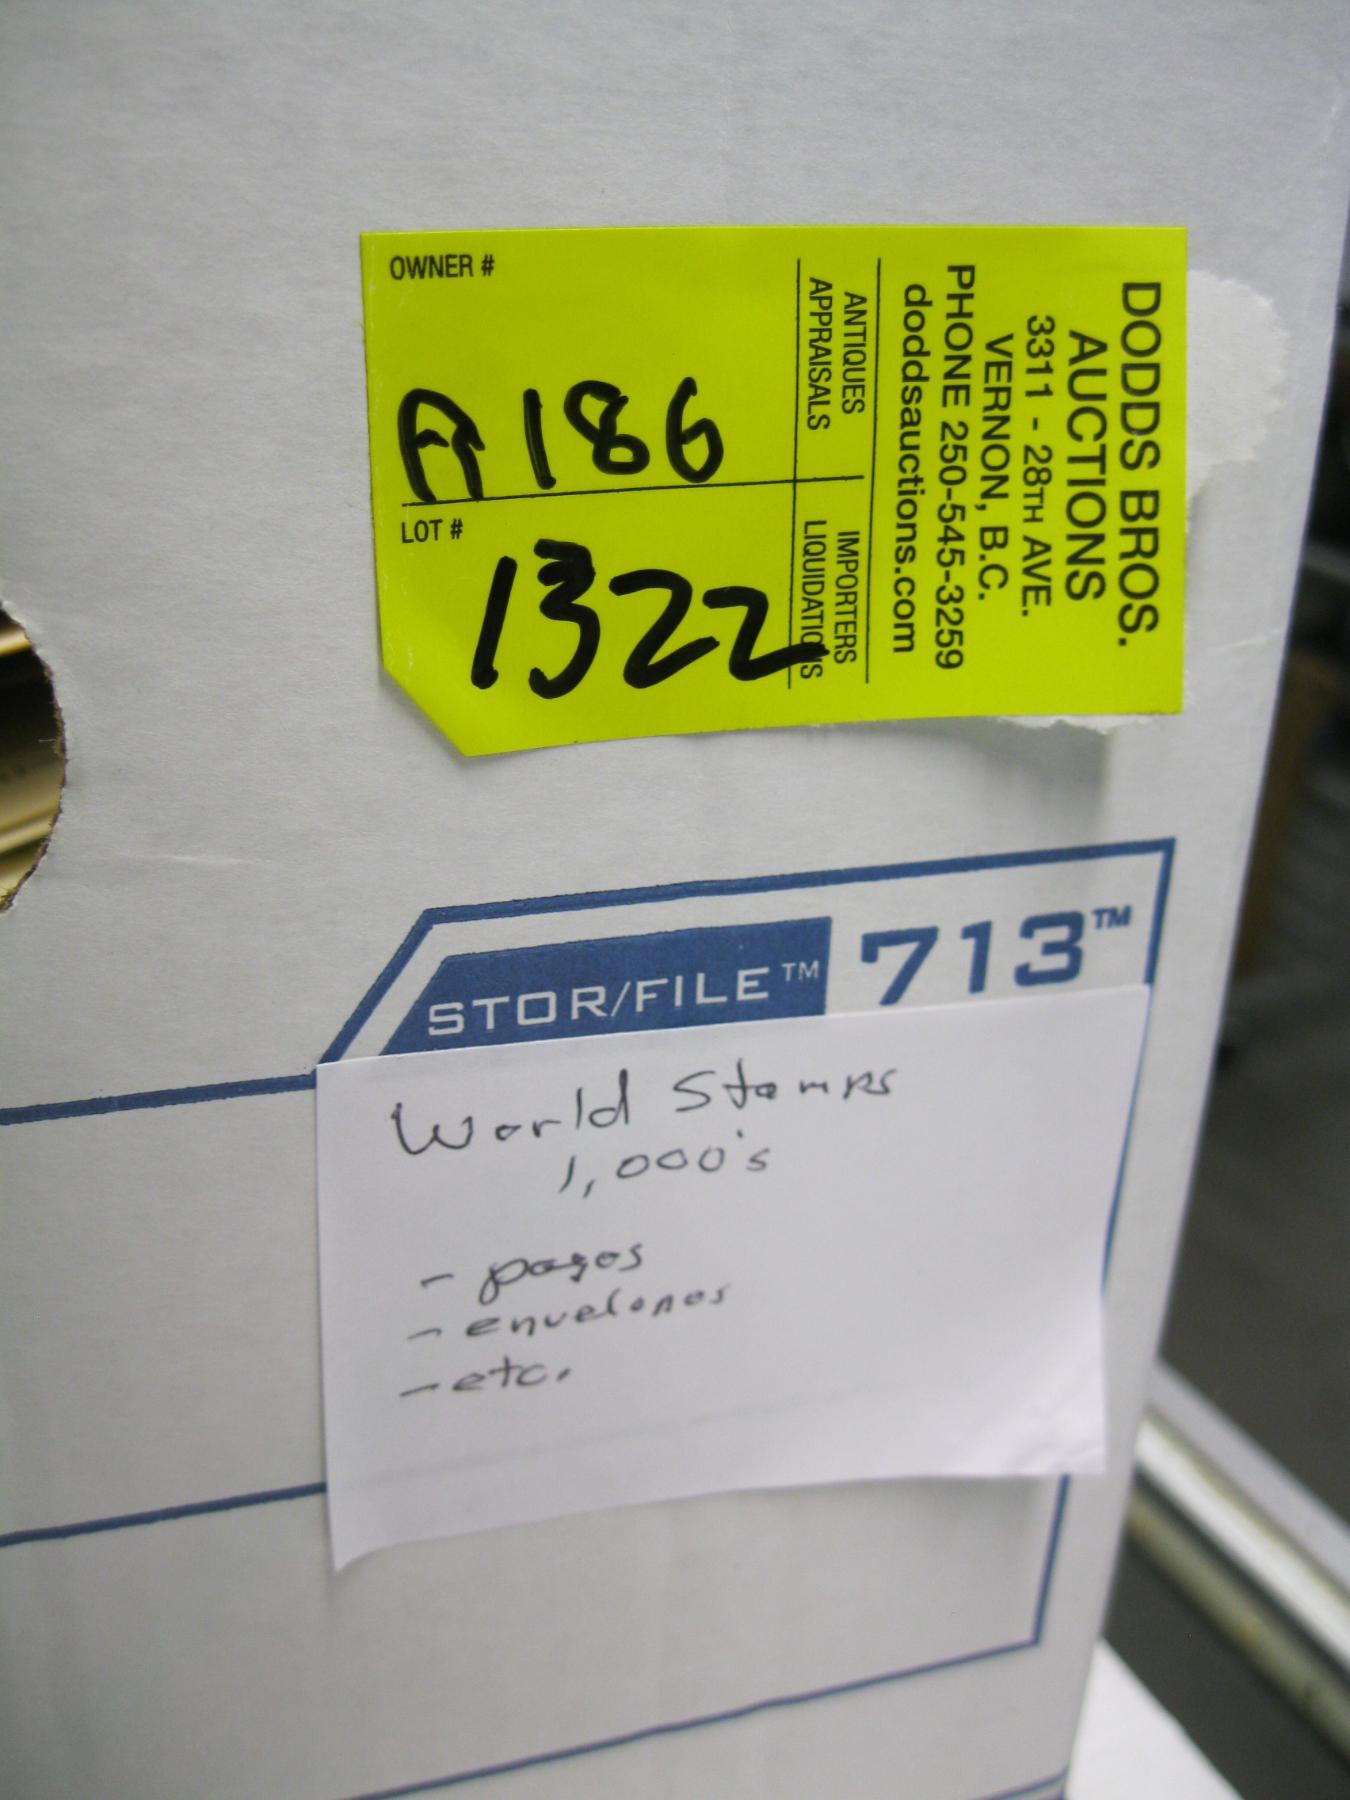 OWNER #
A186
LOT #
1322
ANTIQUES
APPRAISALS
IMPORTERS
LIQUIDATIONS
DODDS BROS.
AUCTIONS
3311 - 28TH AVE.
VERNON, B.C.
PHONE 250-545-3259
doddsauctions.com
STOR/FILE™ 713™
World Stamps
1,000's
- pages
- envelopes
- etc.